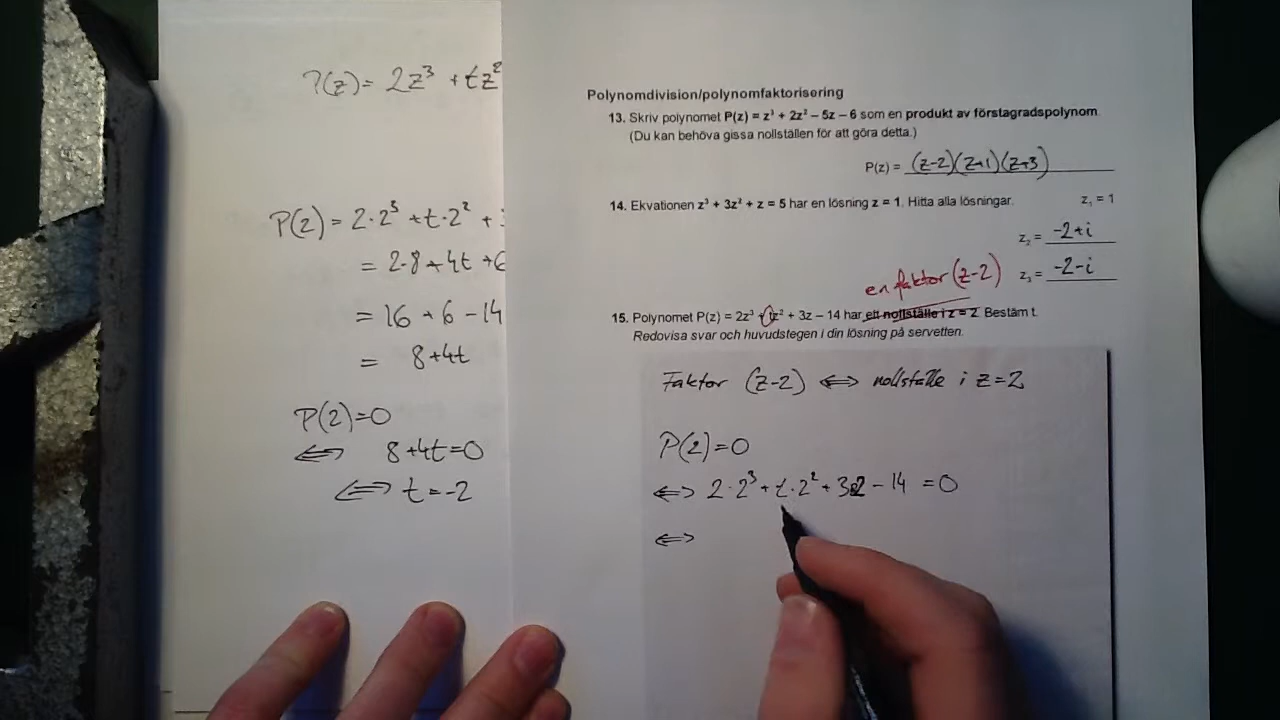 P(z) = 2z³ + tz²
P(2) = 2·2³ + t·2² +
= 2·8 + 4t + 6
= 16 + 6 - 14
= 8+4t
P(2)=0
⇔ 8+4t=0
⇔ t=-2
Polynomdivision/polynomfaktorisering
13. Skriv polynomet P(z) = z³ + 2z² – 5z – 6 som en produkt av förstagradspolynom.
(Du kan behöva gissa nollställen för att göra detta.)
P(z) = (z-2)(z+1)(z+3)
14. Ekvationen z³ + 3z² + z = 5 har en lösning z = 1. Hitta alla lösningar. z₁ = 1
z₂ = -2+i
z₃ = -2-i
en faktor (z-2)
15. Polynomet P(z) = 2z³ + tz² + 3z – 14 har ett nollställe i z = 2. Bestäm t.
Redovisa svar och huvudstegen i din lösning på servetten.
Faktor (z-2) ⇔ nollställe i z=2
P(2)=0
⇔ 2·2³ + t·2² + 3·2 - 14 = 0
⇔